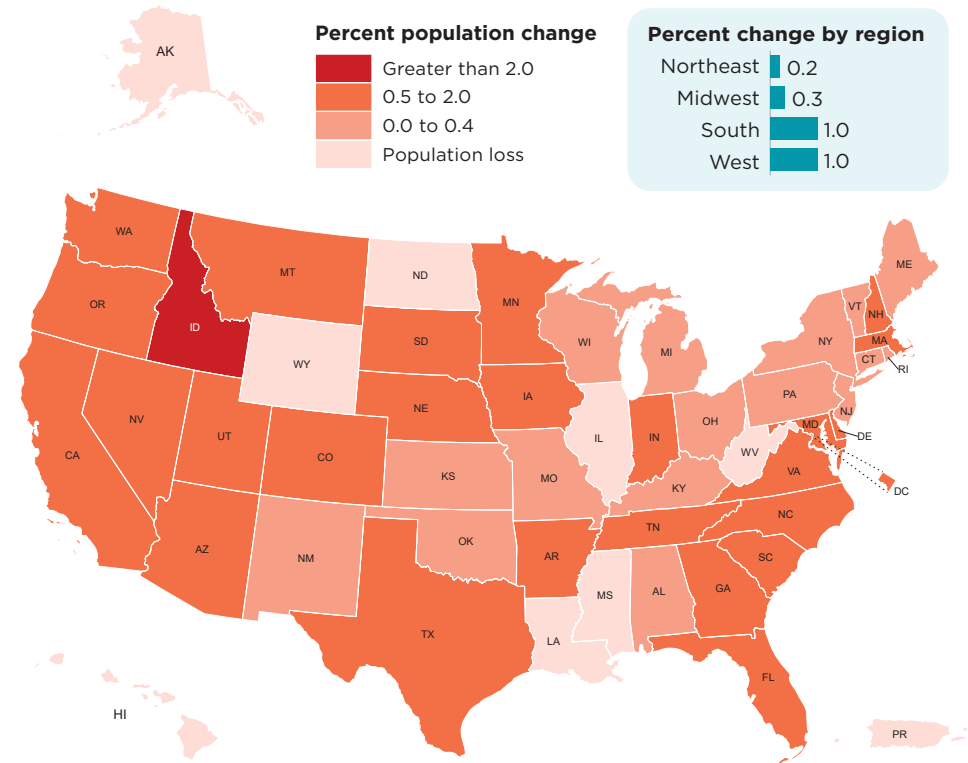 AK
Percent population change
Greater than 2.0
0.5 to 2.0
0.0 to 0.4
Population loss
Percent change by region
Northeast 0.2
Midwest 0.3
South 1.0
West 1.0
WA
MT
ND
MN
ME
OR
ID
SD
WI
MI
VT
NH
NY
MA
CT
RI
WY
NE
IA
PA
NJ
NV
UT
CO
IL
IN
OH
MD
DE
CA
KS
MO
WV
VA
DC
KY
AZ
NM
OK
AR
TN
NC
SC
MS
AL
GA
TX
LA
FL
HI
PR